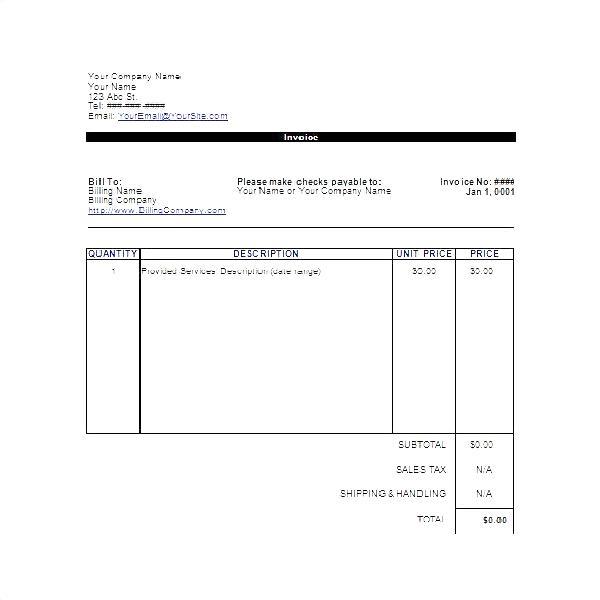 Your Company Name
Your Name
123 Abc St.
Tel: ###-###-####
Email: YourEmail@YourSite.com
Invoice
Bill To: Please make checks payable to: Invoice No: ####
Billing Name Your Name or Your Company Name Jan 1, 0001
Billing Company
http://www.BillingCompany.com
QUANTITY DESCRIPTION UNIT PRICE PRICE
1 Provided Services Description (date range) $0.00 $0.00
SUBTOTAL $0.00
SALES TAX N/A
SHIPPING & HANDLING N/A
TOTAL $0.00